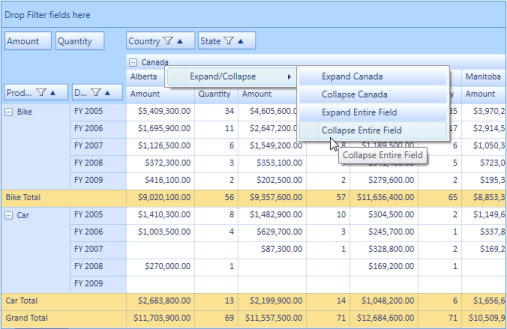 Drop Filter fields here
Amount Quantity Country State
Canada
Alberta Expand/Collapse Expand Canada Manitoba
Collapse Canada
Prod... D... Amount Quantity Amount Expand Entire Field Amount
Bike FY 2005 $5,409,300.00 34 $4,605,600. 35 $3,970,2
FY 2006 $1,695,900.00 11 $2,647,200. Collapse Entire Field 17 $2,914,5
FY 2007 $1,126,500.00 6 $1,549,200.00 8 $1,189,500.00 6 $1,050,3
Collapse Entire Field
FY 2008 $372,300.00 3 $353,100.00 5 $723,0
FY 2009 $416,100.00 2 $202,500.00 2 $279,600.00 2 $195,3
Bike Total $9,020,100.00 56 $9,357,600.00 57 $11,636,400.00 65 $8,853,3
Car FY 2005 $1,410,300.00 8 $1,482,900.00 10 $304,500.00 2 $1,149,6
FY 2006 $1,003,500.00 4 $629,700.00 3 $245,700.00 1 $337,8
FY 2007 $87,300.00 1 $328,800.00 2 $169,2
FY 2008 $270,000.00 1 $169,200.00 1
FY 2009
Car Total $2,683,800.00 13 $2,199,900.00 14 $1,048,200.00 6 $1,656,6
Grand Total $11,703,900.00 69 $11,557,500.00 71 $12,684,600.00 71 $10,509,9